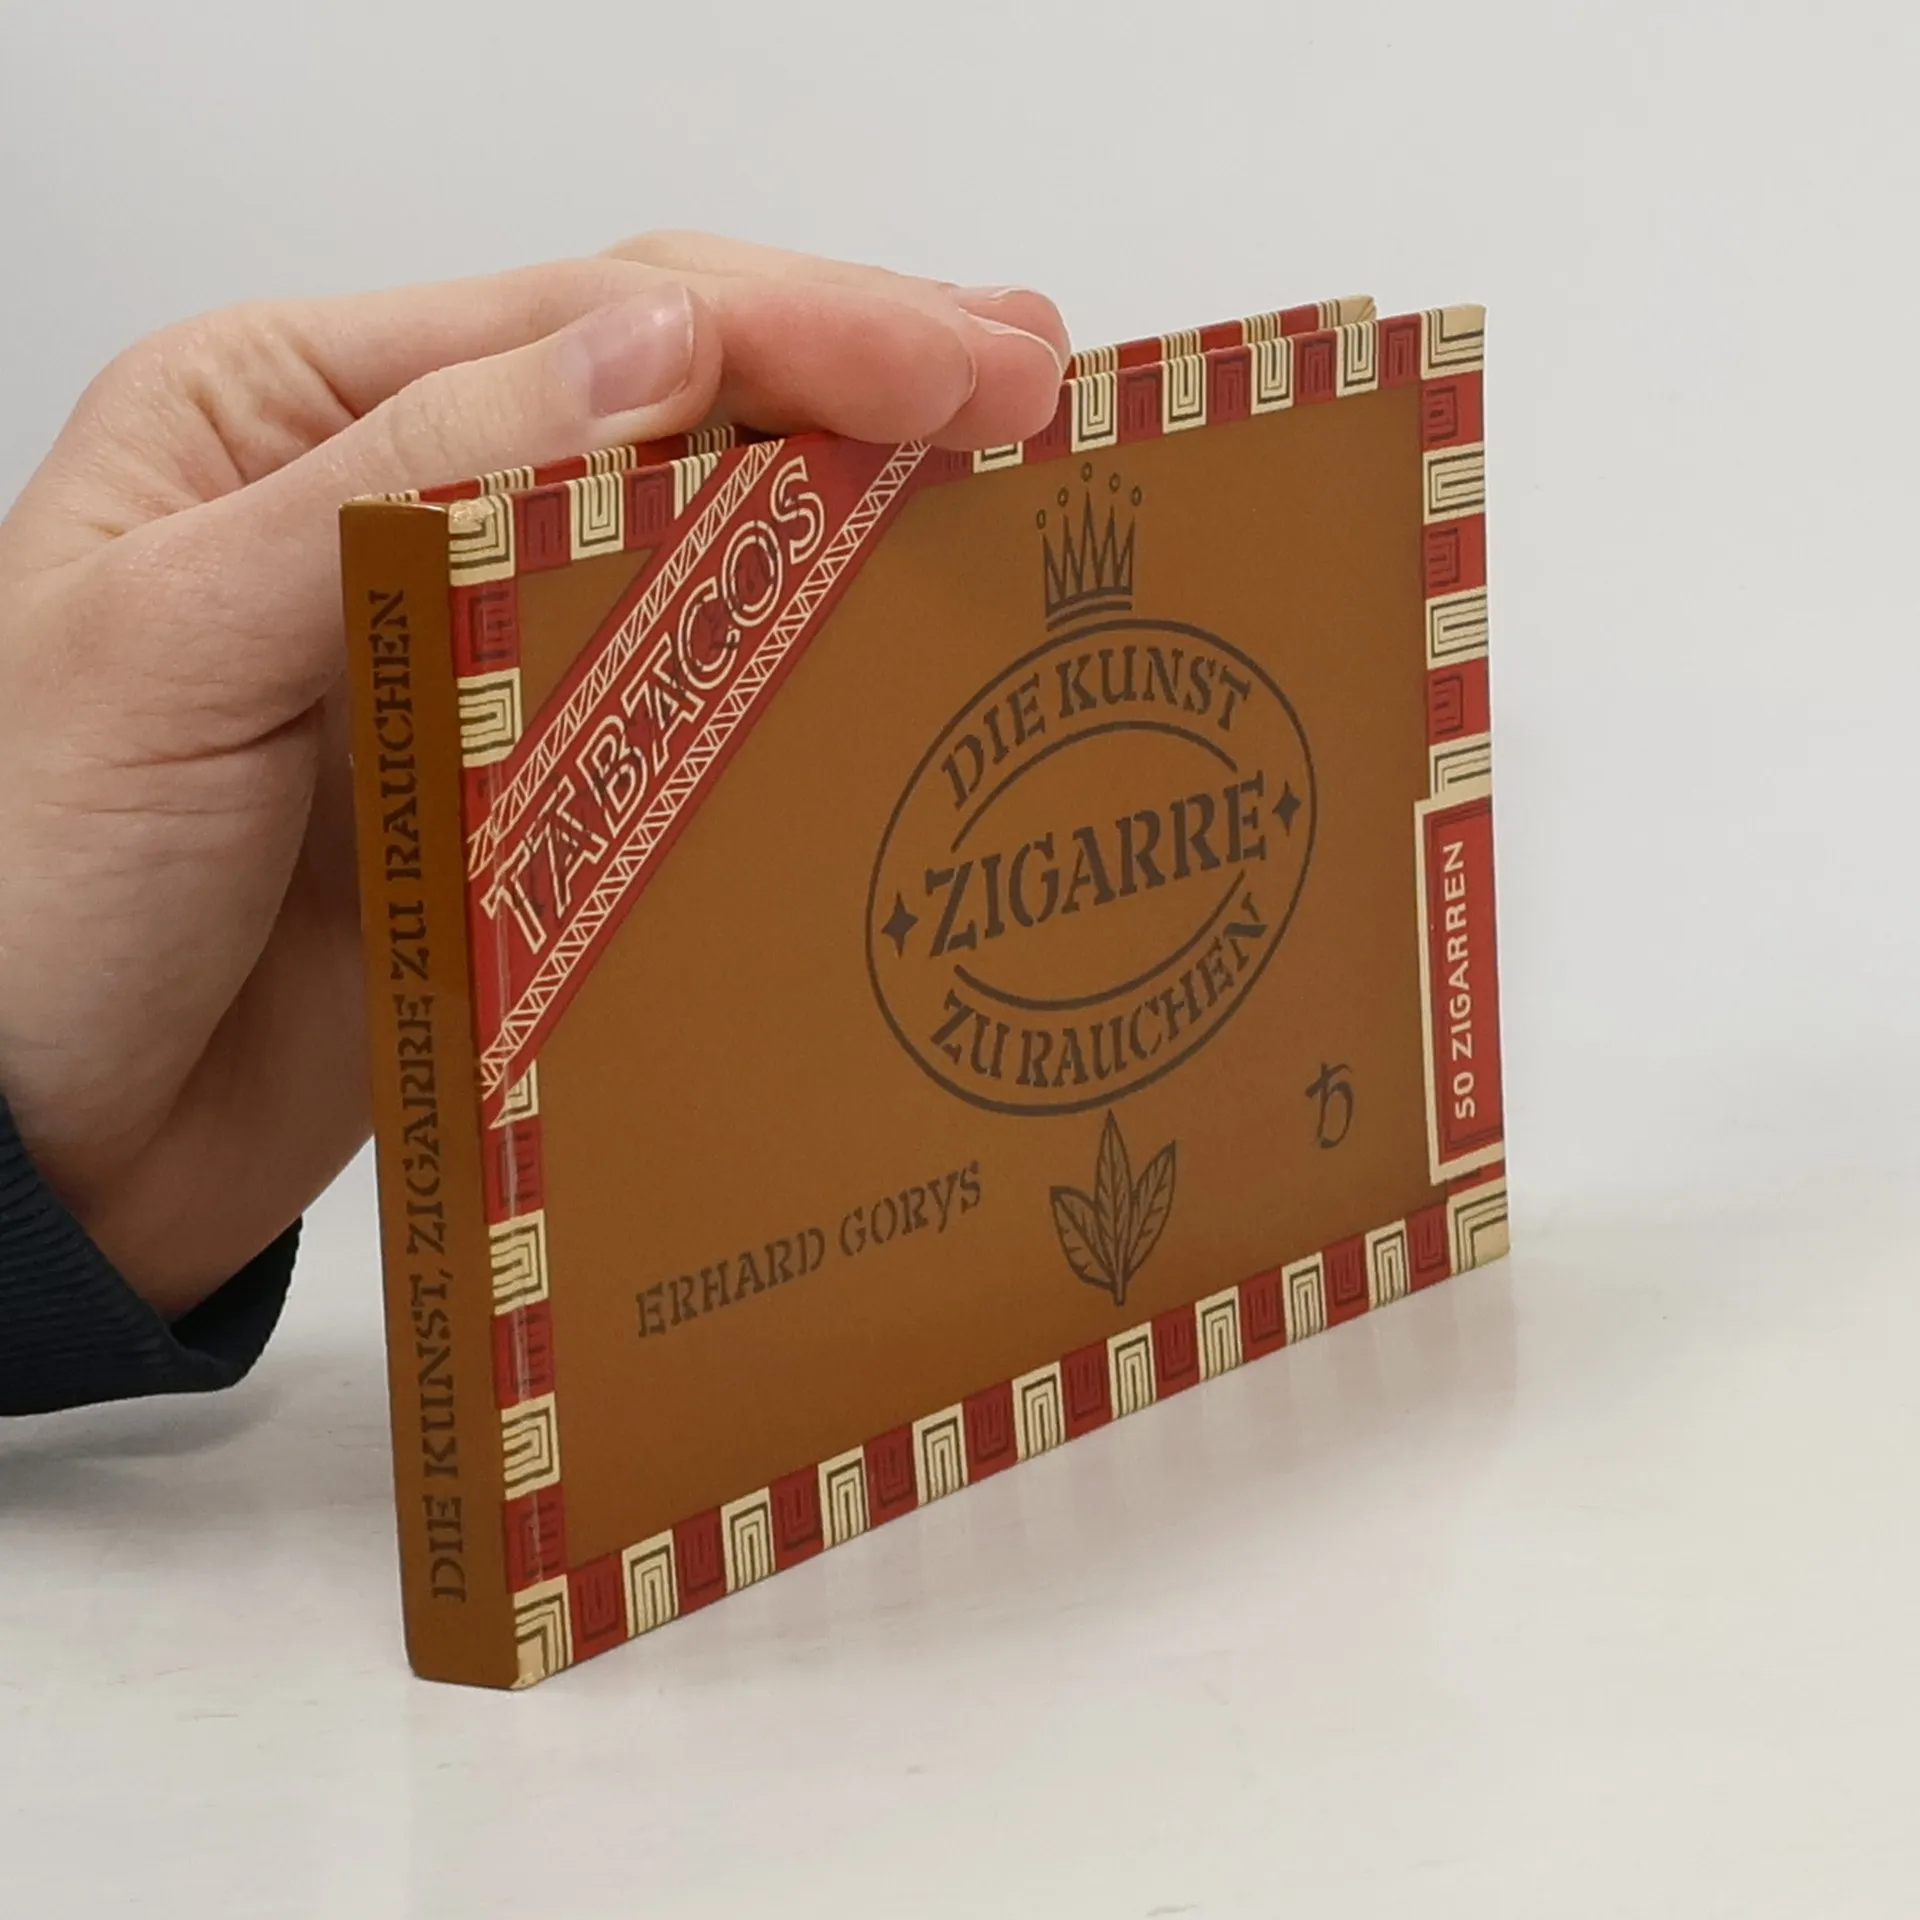 DIE KUNST, ZIGARRE ZU RAUCHEN
TABACOS
DIE KUNST
ZIGARRE
ZU RAUCHEN
ERHARD GORYS
50 ZIGARREN